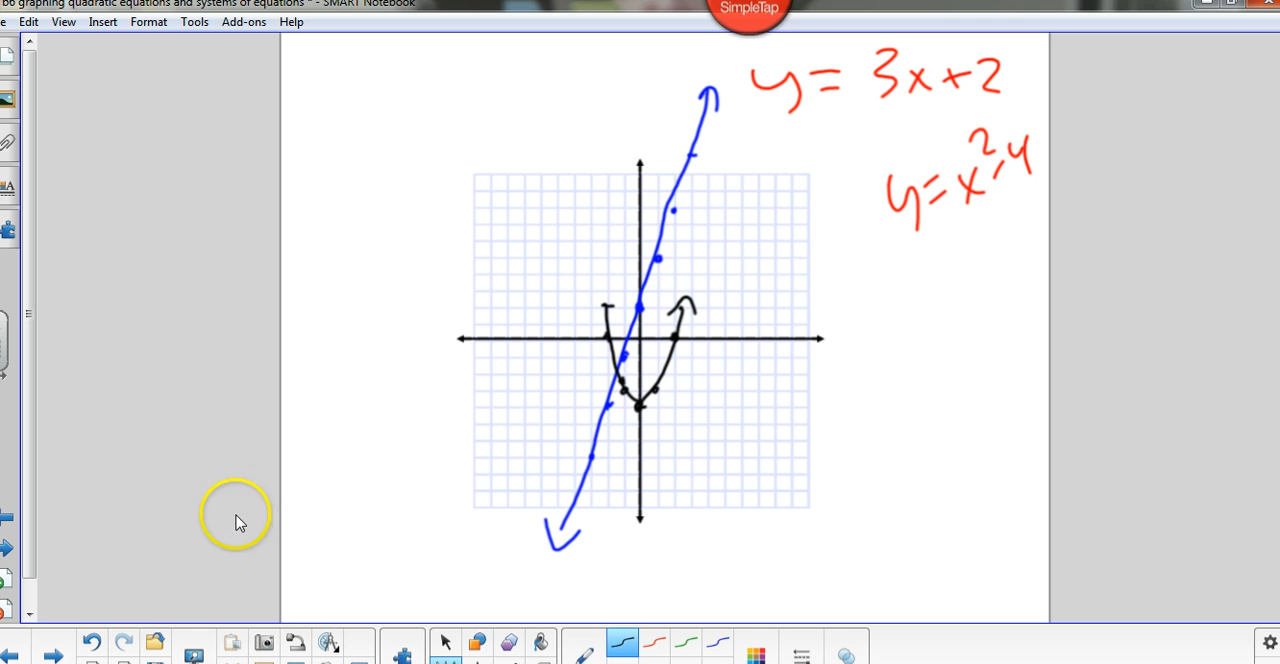 b6 graphing quadratic equations and systems of equations * - SMART Notebook
SimpleTap
Edit View Insert Format Tools Add-ons Help
y = 3x+2
y=x²-4